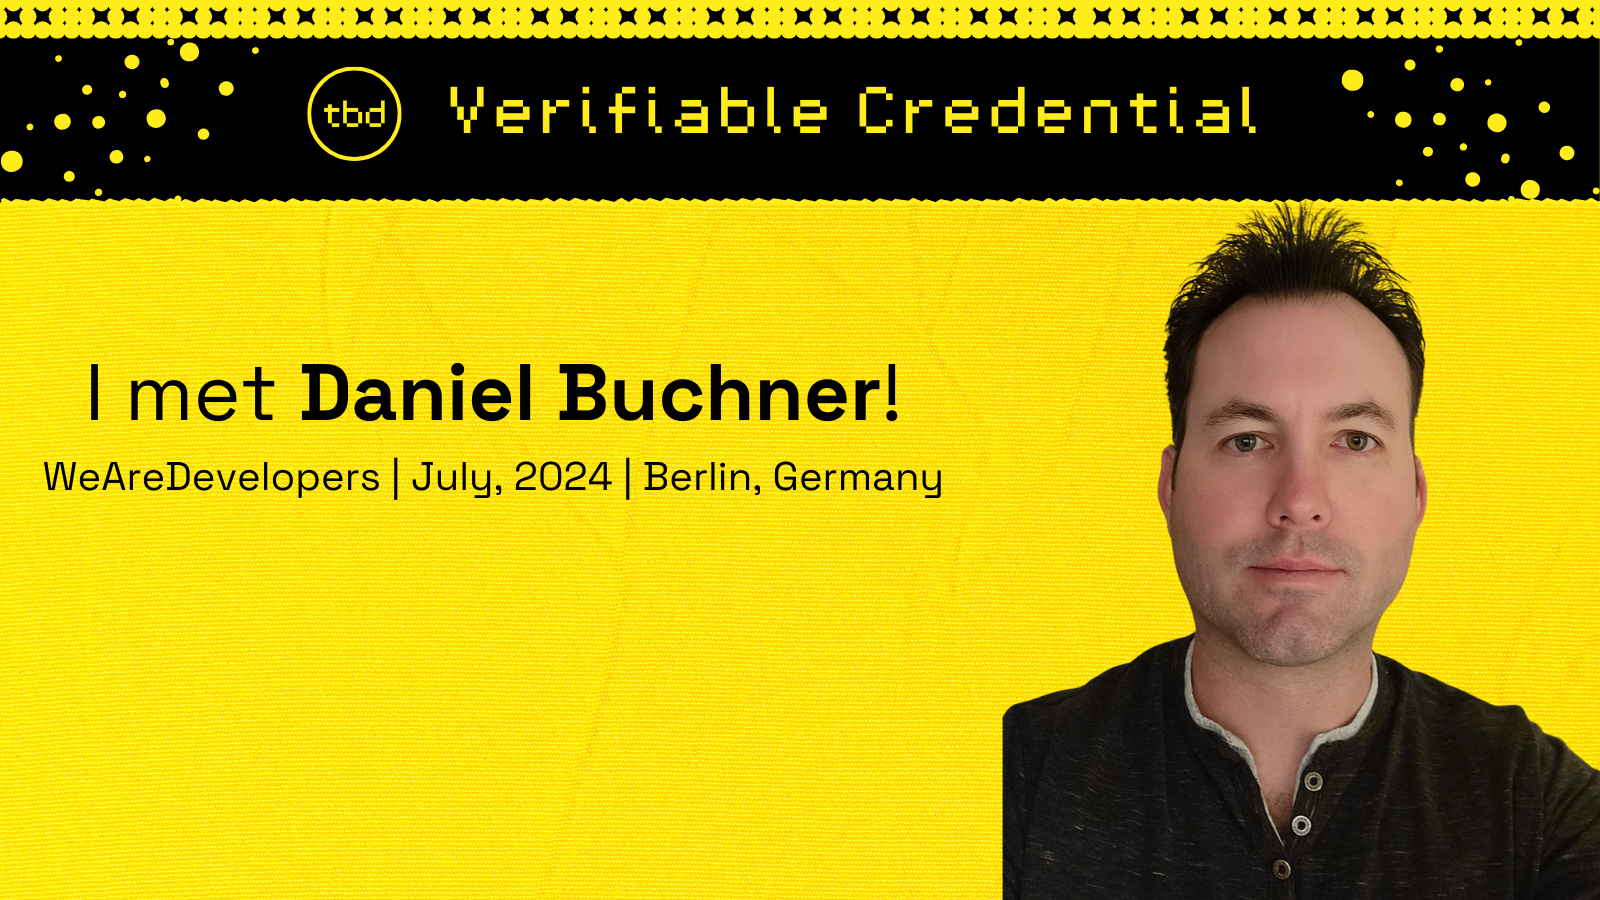 tbd Verifiable Credential
I met Daniel Buchner!
WeAreDevelopers | July, 2024 | Berlin, Germany